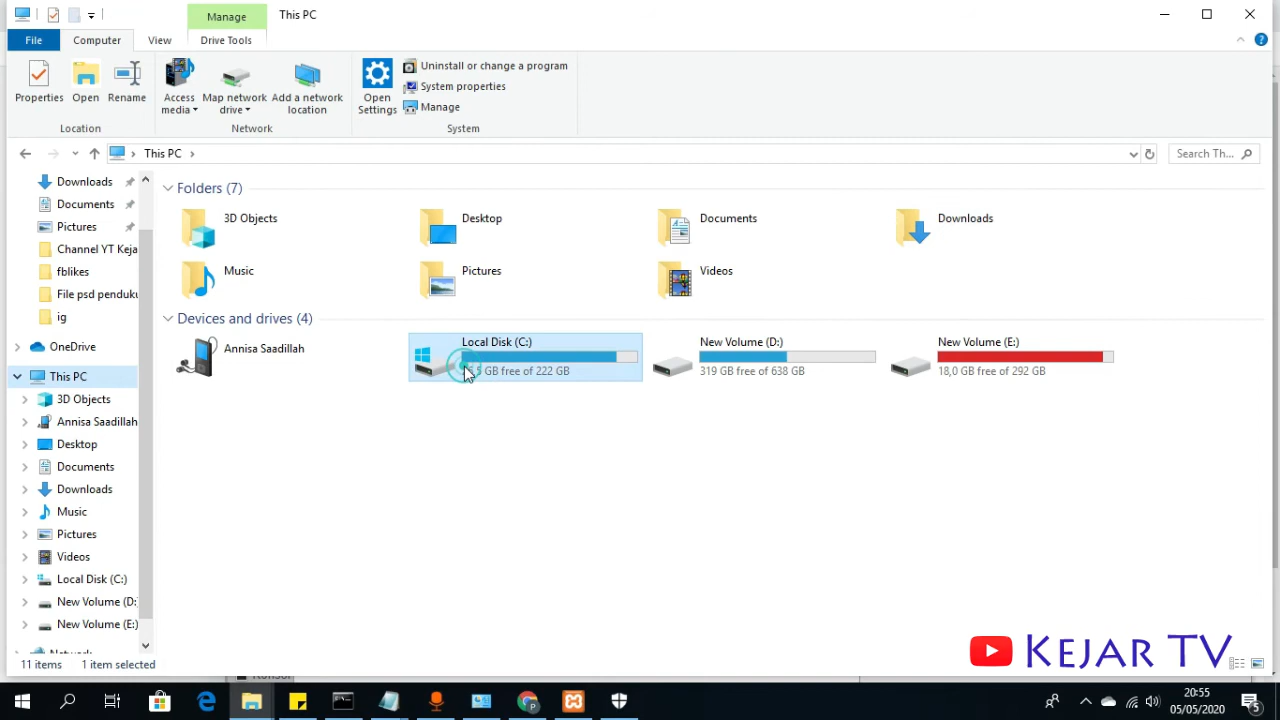 Manage
This PC
File
Computer
View
Drive Tools
Properties
Open
Rename
Access media
Map network drive
Add a network location
Open Settings
Uninstall or change a program
System properties
Manage
Location
Network
System
This PC
Search Th...
Downloads
Documents
Pictures
Channel YT Keja
fblikes
File psd penduku
ig
OneDrive
This PC
3D Objects
Annisa Saadillah
Desktop
Documents
Downloads
Music
Pictures
Videos
Local Disk (C:)
New Volume (D:
New Volume (E:)
Network
Folders (7)
3D Objects
Desktop
Documents
Downloads
Music
Pictures
Videos
Devices and drives (4)
Annisa Saadillah
Local Disk (C:)
GB free of 222 GB
New Volume (D:)
319 GB free of 638 GB
New Volume (E:)
18,0 GB free of 292 GB
11 items
1 item selected
KEJAR TV
20:55
05/05/2020
5